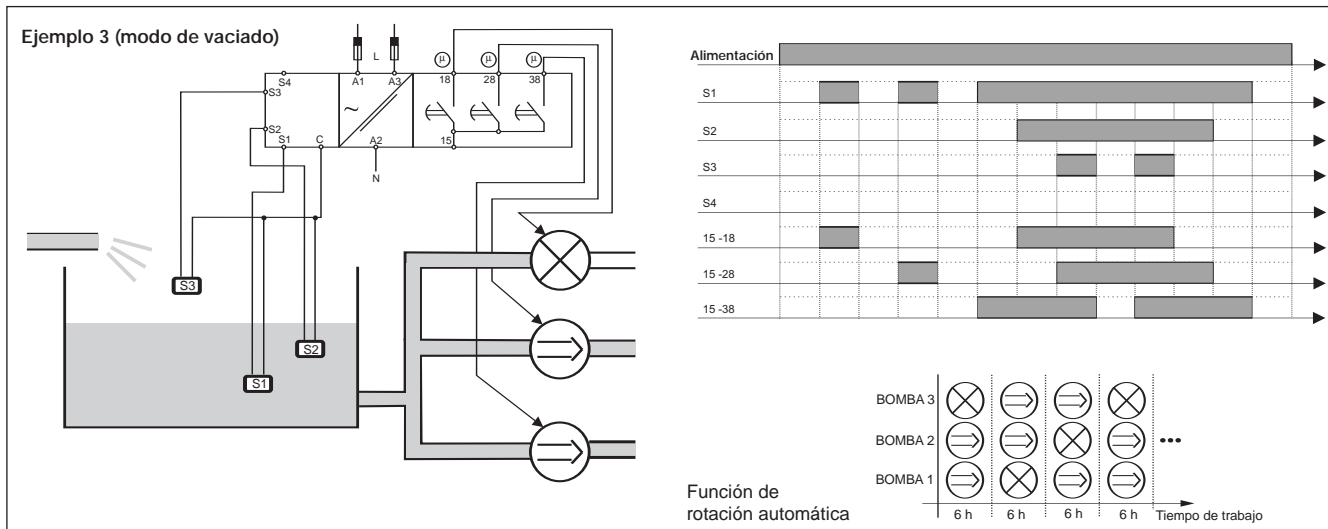 Ejemplo 3 (modo de vaciado)
L
μ μ μ
S4 A1 A3 18 28 38
S3
~
S2
S1 C A2 15
N
S3
S2
S1
Alimentación
S1
S2
S3
S4
15 -18
15 -28
15 -38
BOMBA 3
BOMBA 2
BOMBA 1
Función de
rotación automática
6 h 6 h 6 h 6 h Tiempo de trabajo